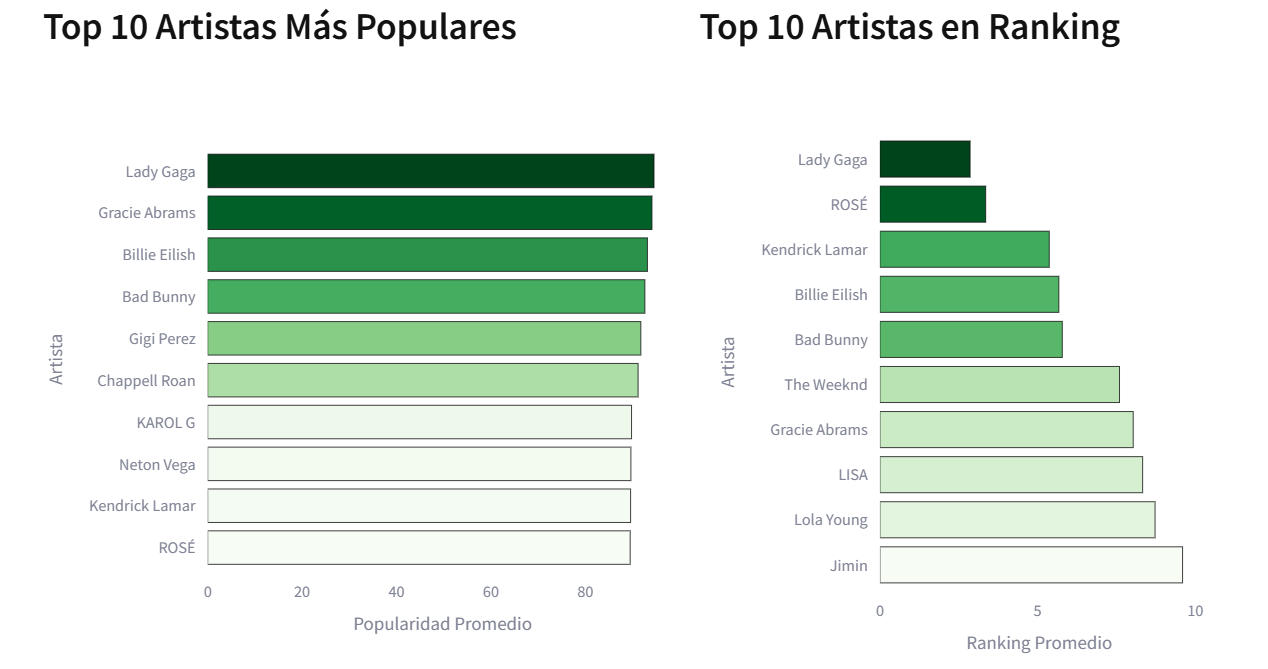 Top 10 Artistas Más Populares
Artista
Lady Gaga
Gracie Abrams
Billie Eilish
Bad Bunny
Gigi Perez
Chappell Roan
KAROL G
Neton Vega
Kendrick Lamar
ROSÉ
0 20 40 60 80
Popularidad Promedio
Top 10 Artistas en Ranking
Artista
Lady Gaga
ROSÉ
Kendrick Lamar
Billie Eilish
Bad Bunny
The Weeknd
Gracie Abrams
LISA
Lola Young
Jimin
0 5 10
Ranking Promedio